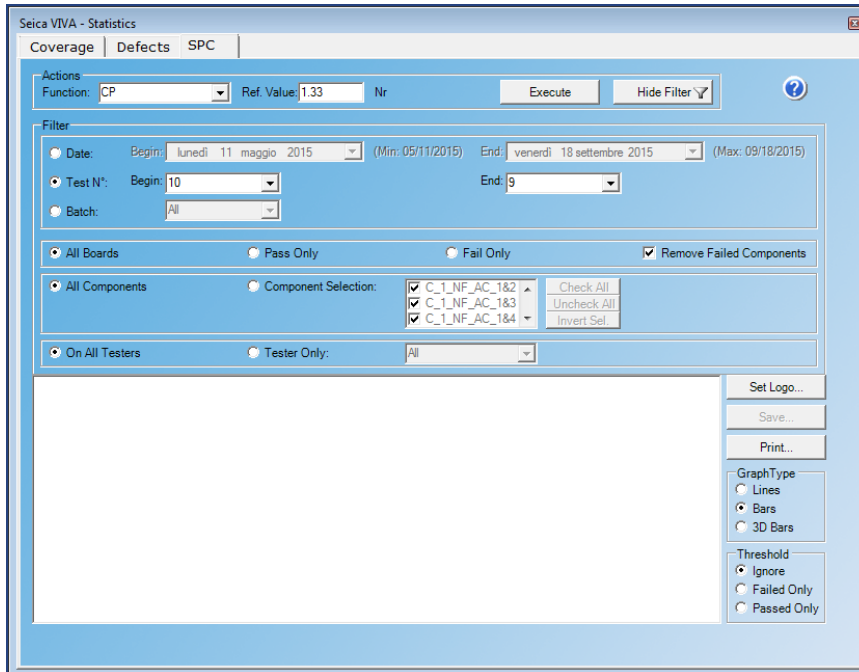 Seica VIVA - Statistics
Coverage Defects SPC
Actions
Function: CP Ref. Value: 1.33 Nr Execute Hide Filter
Filter
Date: Begin: lunedì 11 maggio 2015 (Min: 05/11/2015) End: venerdì 18 settembre 2015 (Max: 09/18/2015)
Test N°: Begin: 10 End: 9
Batch: All
All Boards Pass Only Fail Only Remove Failed Components
All Components Component Selection: C_1_NF_AC_1&2 Check All
C_1_NF_AC_1&3 Uncheck All
C_1_NF_AC_1&4 Invert Sel.
On All Testers Tester Only: All
Set Logo...
Save...
Print...
GraphType
Lines
Bars
3D Bars
Threshold
Ignore
Failed Only
Passed Only